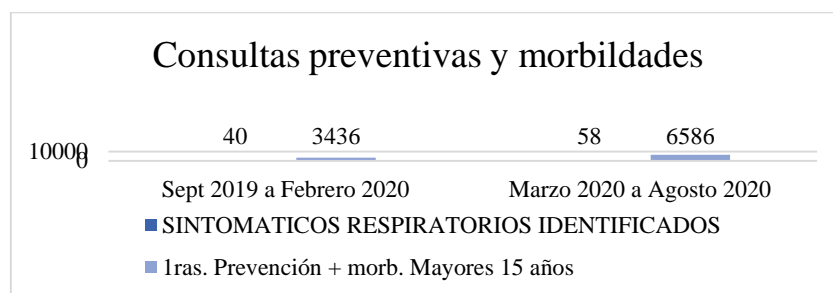 Consultas preventivas y morbildades
40 3436 58 6586
10000
0
Sept 2019 a Febrero 2020 Marzo 2020 a Agosto 2020
SINTOMATICOS RESPIRATORIOS IDENTIFICADOS
1ras. Prevención + morb. Mayores 15 años